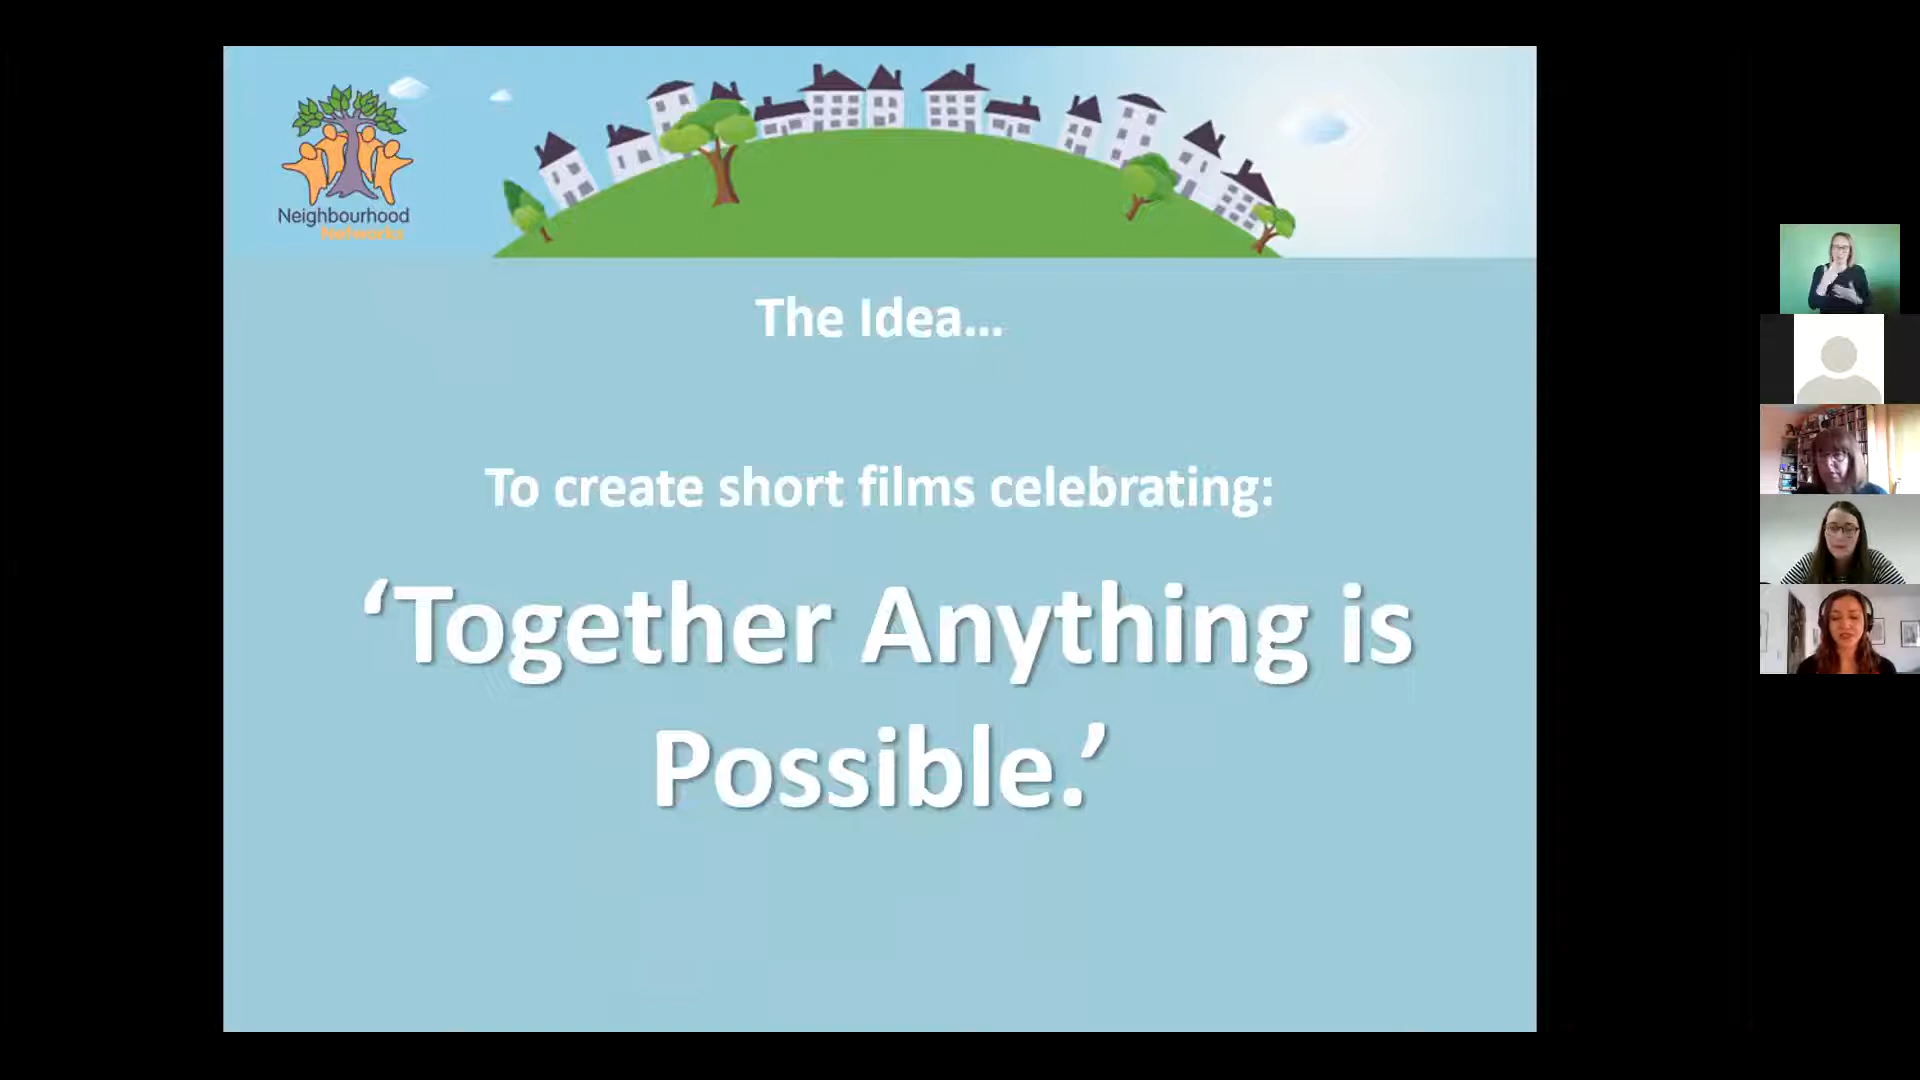 Neighbourhood
Networks
The Idea...
To create short films celebrating:
‘Together Anything is
Possible.’